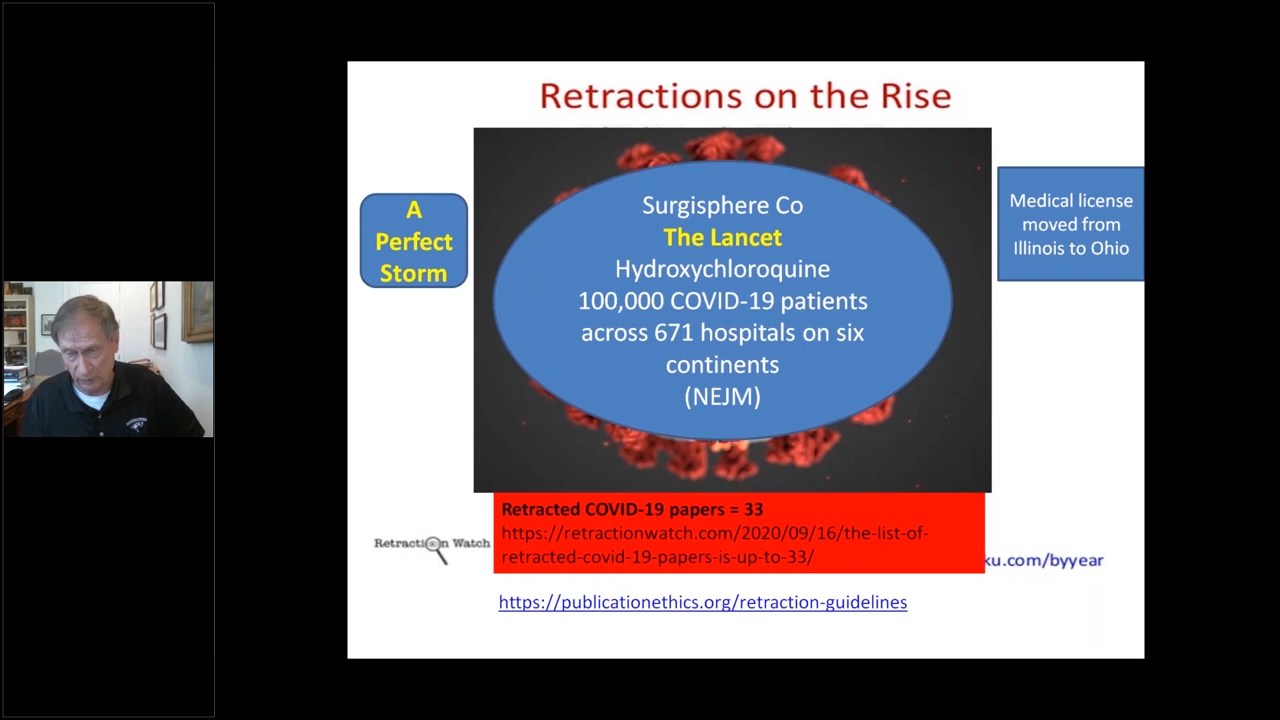 Retractions on the Rise
A
Perfect
Storm
Surgisphere Co
The Lancet
Hydroxychloroquine
100,000 COVID-19 patients
across 671 hospitals on six
continents
(NEJM)
Medical license
moved from
Illinois to Ohio
Retracted COVID-19 papers = 33
https://retractionwatch.com/2020/09/16/the-list-of-
retracted-covid-19-papers-is-up-to-33/
Retraction Watch
ku.com/byyear
https://publicationethics.org/retraction-guidelines